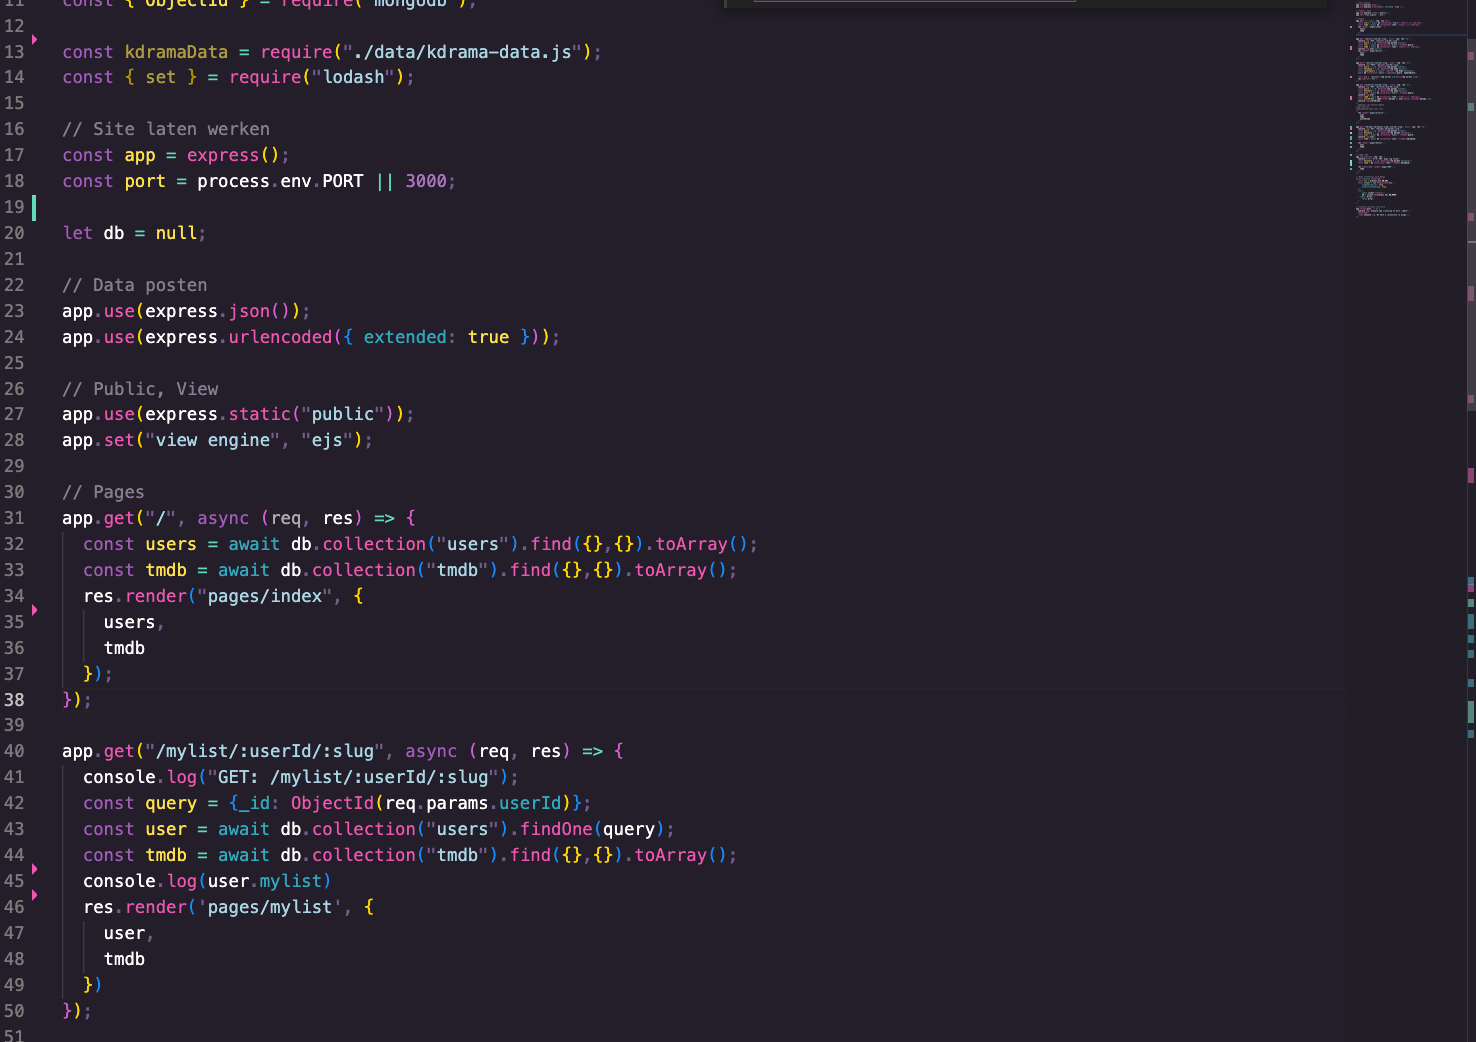 11 const { ObjectId } = require("mongodb");
12
13 const kdramaData = require("./data/kdrama-data.js");
14 const { set } = require("lodash");
15
16 // Site laten werken
17 const app = express();
18 const port = process.env.PORT || 3000;
19
20 let db = null;
21
22 // Data posten
23 app.use(express.json());
24 app.use(express.urlencoded({ extended: true }));
25
26 // Public, View
27 app.use(express.static("public"));
28 app.set("view engine", "ejs");
29
30 // Pages
31 app.get("/", async (req, res) => {
32   const users = await db.collection("users").find({},{}).toArray();
33   const tmdb = await db.collection("tmdb").find({},{}).toArray();
34   res.render("pages/index", {
35     users,
36     tmdb
37   });
38 });
39
40 app.get("/mylist/:userId/:slug", async (req, res) => {
41   console.log("GET: /mylist/:userId/:slug");
42   const query = {_id: ObjectId(req.params.userId)};
43   const user = await db.collection("users").findOne(query);
44   const tmdb = await db.collection("tmdb").find({},{}).toArray();
45   console.log(user.mylist)
46   res.render('pages/mylist', {
47     user,
48     tmdb
49   })
50 });
51